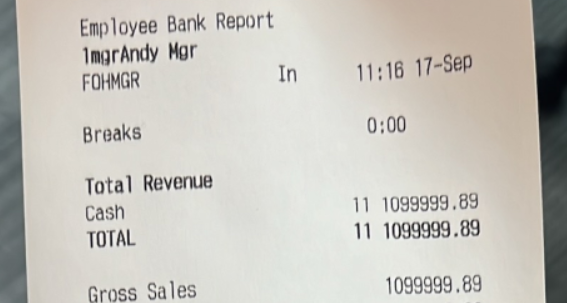 Employee Bank Report
1mgrAndy Mgr
FOHMGR In 11:16 17-Sep
Breaks 0:00
Total Revenue
Cash 11 1099999.89
TOTAL 11 1099999.89
Gross Sales 1099999.89